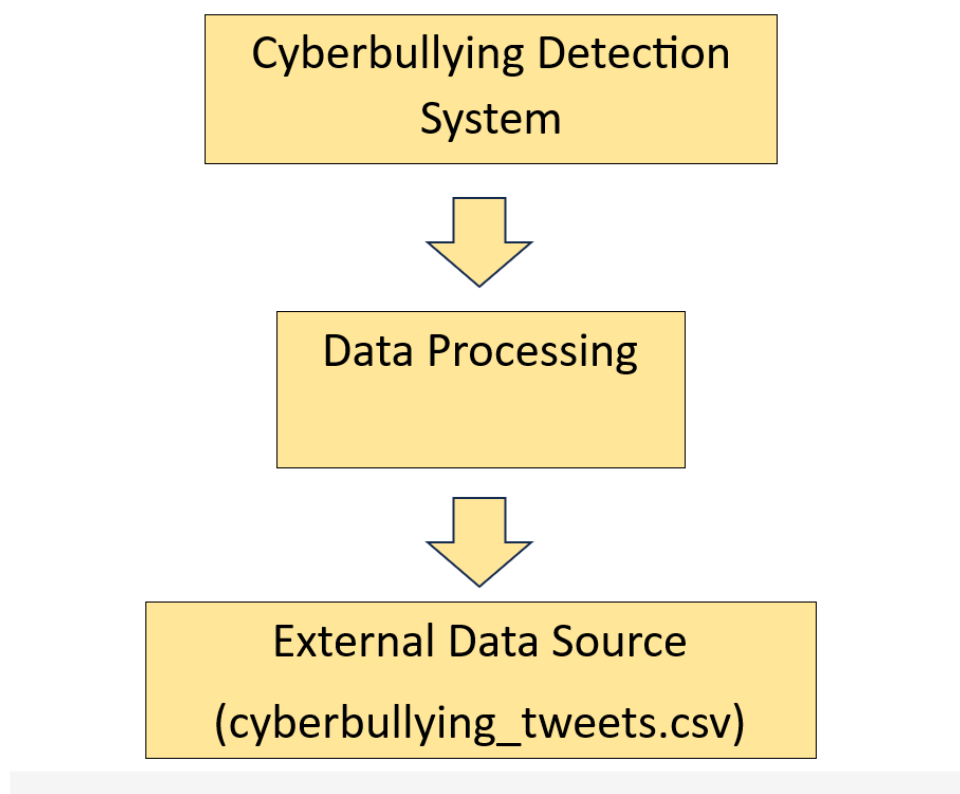 Cyberbullying Detection
System
Data Processing
External Data Source
(cyberbullying_tweets.csv)